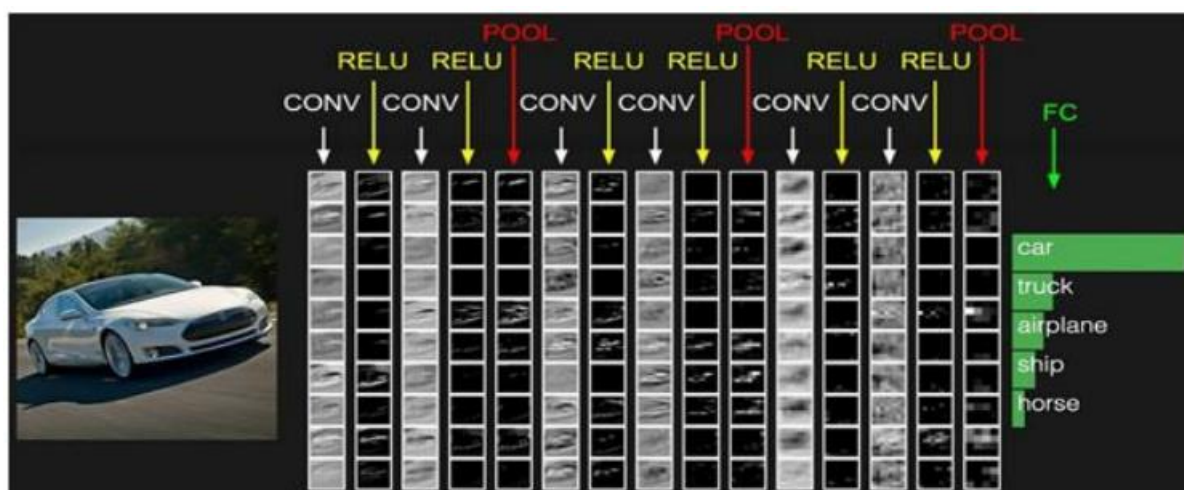 POOL POOL POOL
RELU RELU RELU RELU RELU RELU
CONV CONV CONV CONV CONV CONV FC
car
truck
airplane
ship
horse